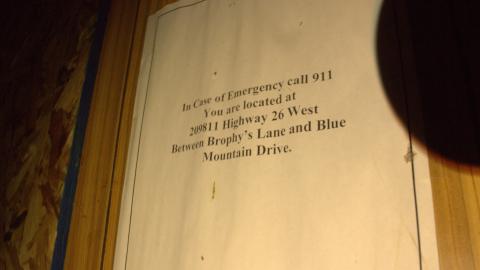 In Case of Emergency call 911
You are located at
209811 Highway 26 West
Between Brophy's Lane and Blue
Mountain Drive.